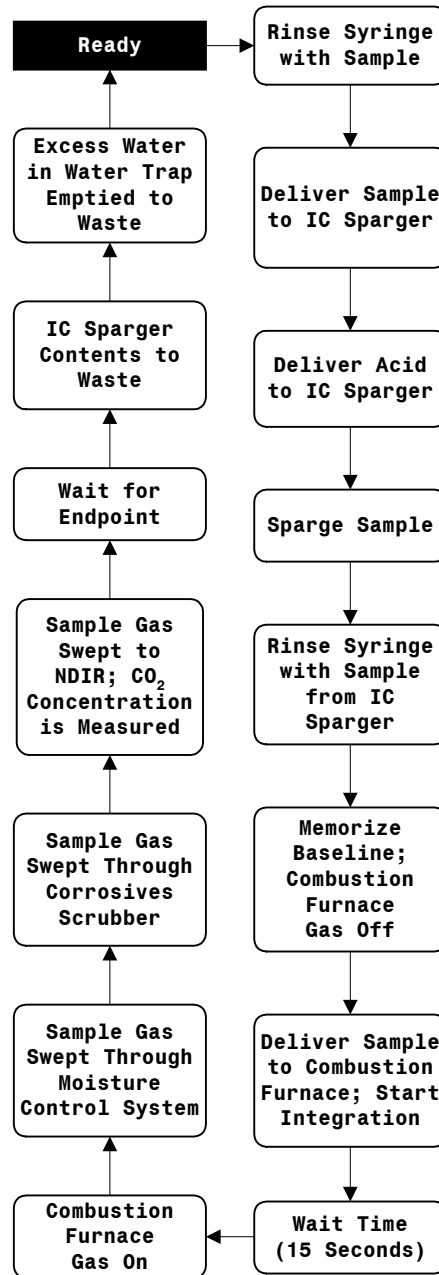 Ready
Rinse Syringe
with Sample
Deliver Sample
to IC Sparger
Deliver Acid
to IC Sparger
Sparge Sample
Rinse Syringe
with Sample
from IC
Sparger
Memorize
Baseline;
Combustion
Furnace
Gas Off
Deliver Sample
to Combustion
Furnace; Start
Integration
Wait Time
(15 Seconds)
Combustion
Furnace
Gas On
Sample Gas
Swept Through
Moisture
Control System
Sample Gas
Swept Through
Corrosives
Scrubber
Sample Gas
Swept to
NDIR; CO₂
Concentration
is Measured
Wait for
Endpoint
IC Sparger
Contents to
Waste
Excess Water
in Water Trap
Emptied to
Waste